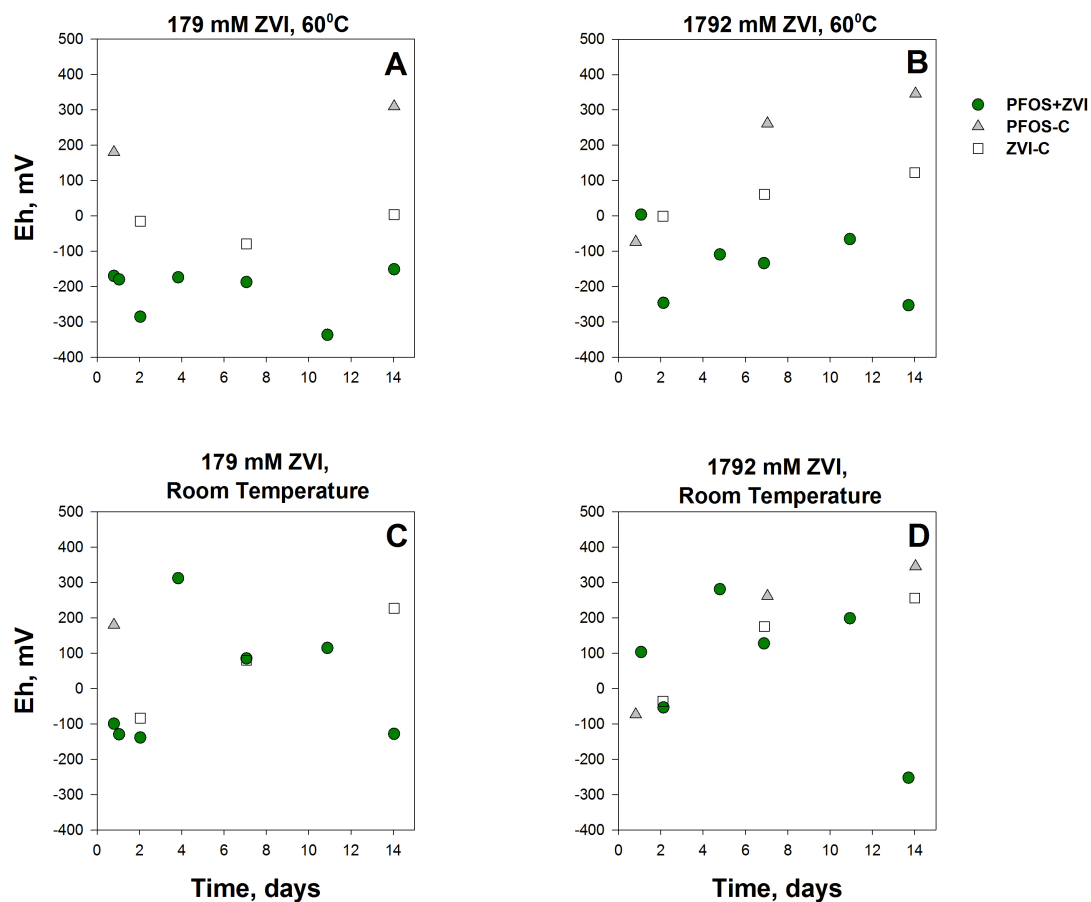 179 mM ZVI, 60⁰C
1792 mM ZVI, 60⁰C
A
B
500
400
300
200
100
0
-100
-200
-300
-400
Eh, mV
0 2 4 6 8 10 12 14
500
400
300
200
100
0
-100
-200
-300
-400
0 2 4 6 8 10 12 14
PFOS+ZVI
PFOS-C
ZVI-C
179 mM ZVI,
Room Temperature
1792 mM ZVI,
Room Temperature
C
D
500
400
300
200
100
0
-100
-200
-300
-400
Eh, mV
0 2 4 6 8 10 12 14
Time, days
500
400
300
200
100
0
-100
-200
-300
-400
0 2 4 6 8 10 12 14
Time, days